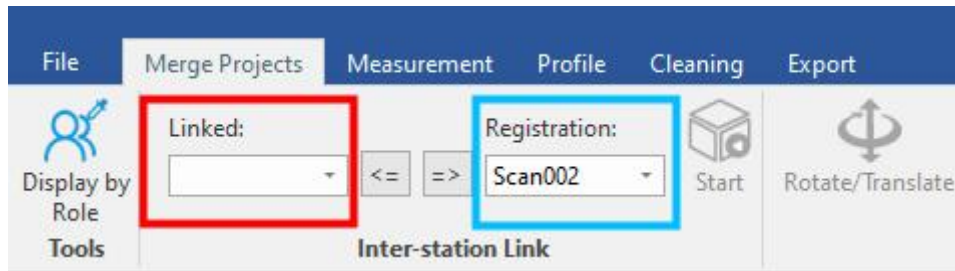 File Merge Projects Measurement Profile Cleaning Export
Linked: Registration:
<= => Scan002 Start Rotate/Translate
Display by
Role
Tools Inter-station Link